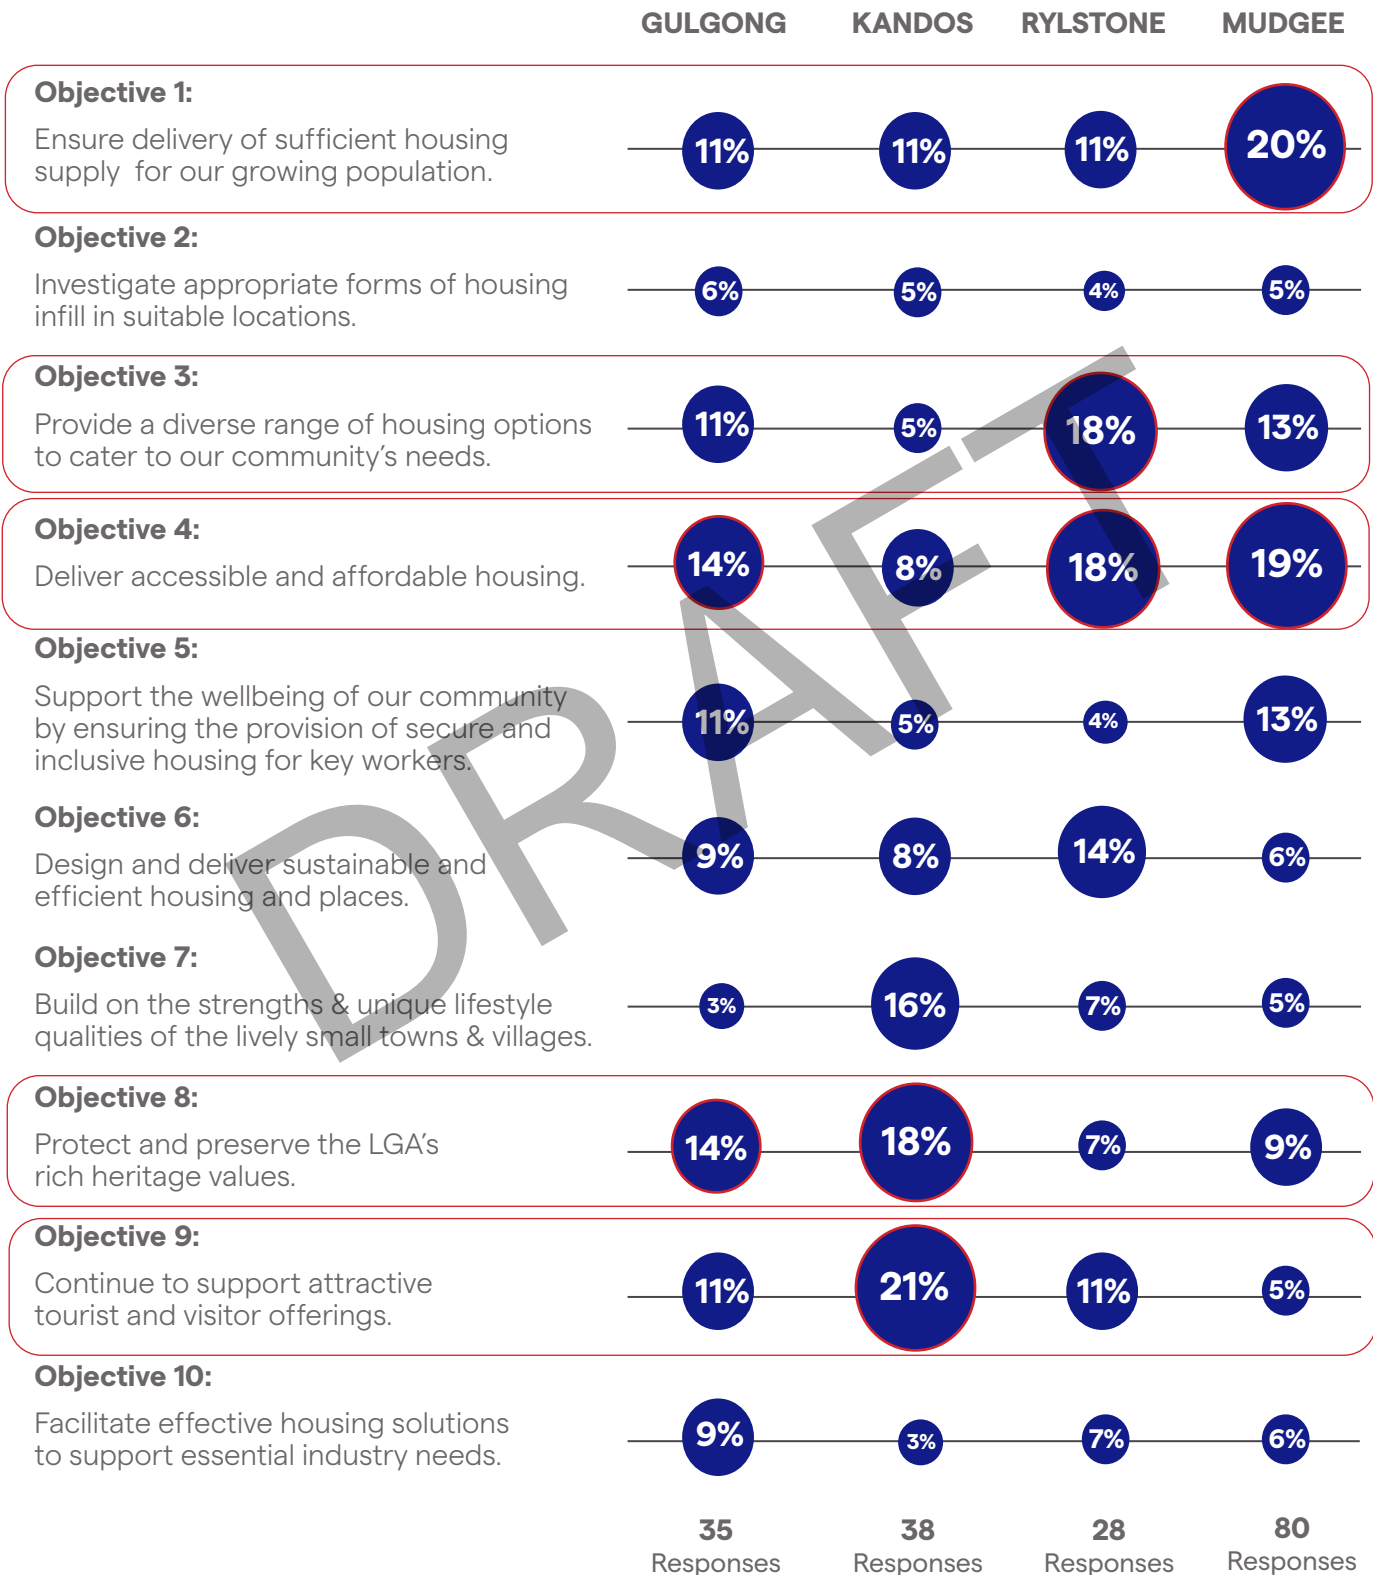 GULGONG KANDOS RYLSTONE MUDGEE
Objective 1:
Ensure delivery of sufficient housing
supply for our growing population.
11% 11% 11% 20%
Objective 2:
Investigate appropriate forms of housing
infill in suitable locations.
6% 5% 4% 5%
Objective 3:
Provide a diverse range of housing options
to cater to our community's needs.
11% 5% 18% 13%
Objective 4:
Deliver accessible and affordable housing.
14% 8% 18% 19%
Objective 5:
Support the wellbeing of our community
by ensuring the provision of secure and
inclusive housing for key workers.
11% 5% 4% 13%
Objective 6:
Design and deliver sustainable and
efficient housing and places.
9% 8% 14% 6%
Objective 7:
Build on the strengths & unique lifestyle
qualities of the lively small towns & villages.
3% 16% 7% 5%
Objective 8:
Protect and preserve the LGA's
rich heritage values.
14% 18% 7% 9%
Objective 9:
Continue to support attractive
tourist and visitor offerings.
11% 21% 11% 5%
Objective 10:
Facilitate effective housing solutions
to support essential industry needs.
9% 3% 7% 6%
35 38 28 80
Responses Responses Responses Responses
DRAFT